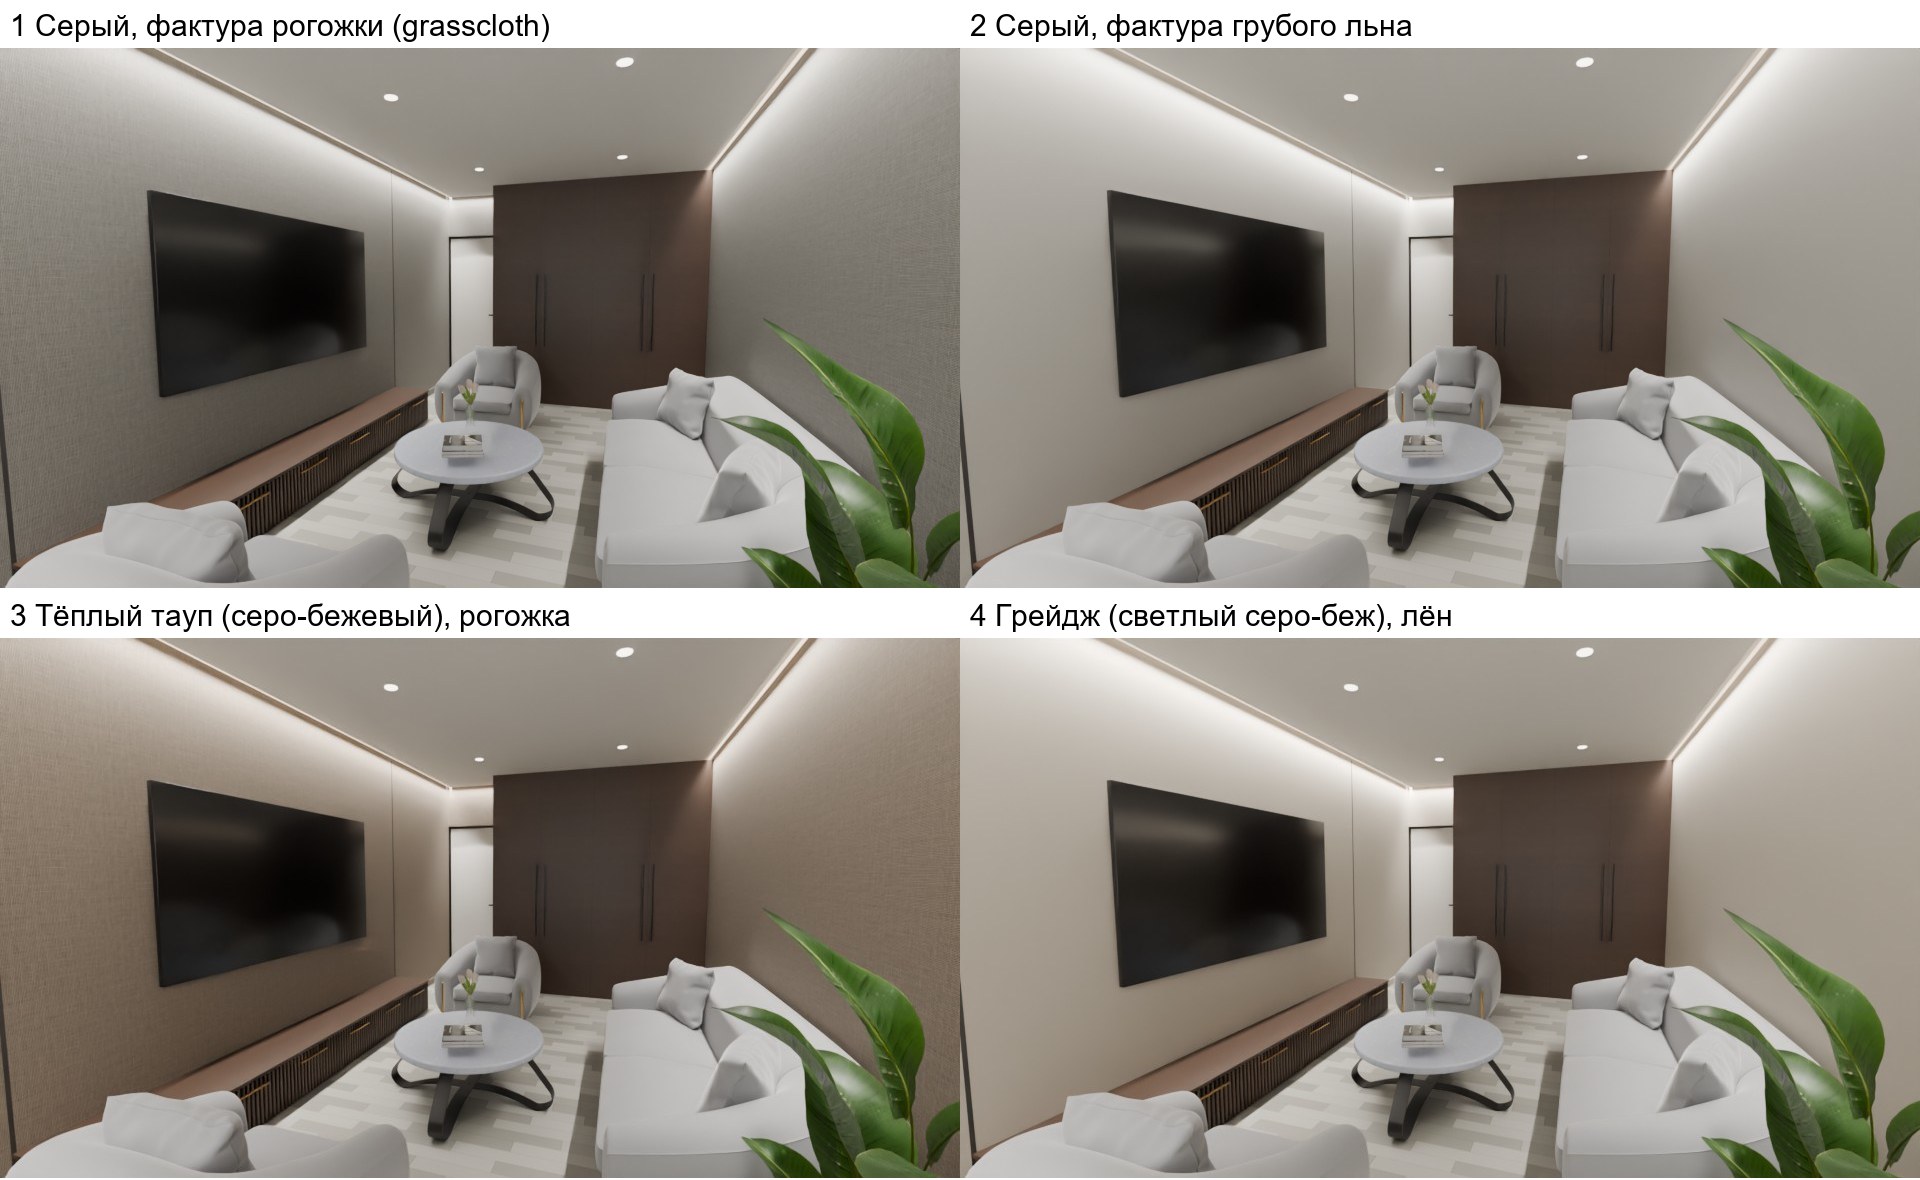 1 Серый, фактура рогожки (grasscloth)
2 Серый, фактура грубого льна
3 Тёплый тауп (серо-бежевый), рогожка
4 Грейдж (светлый серо-беж), лён